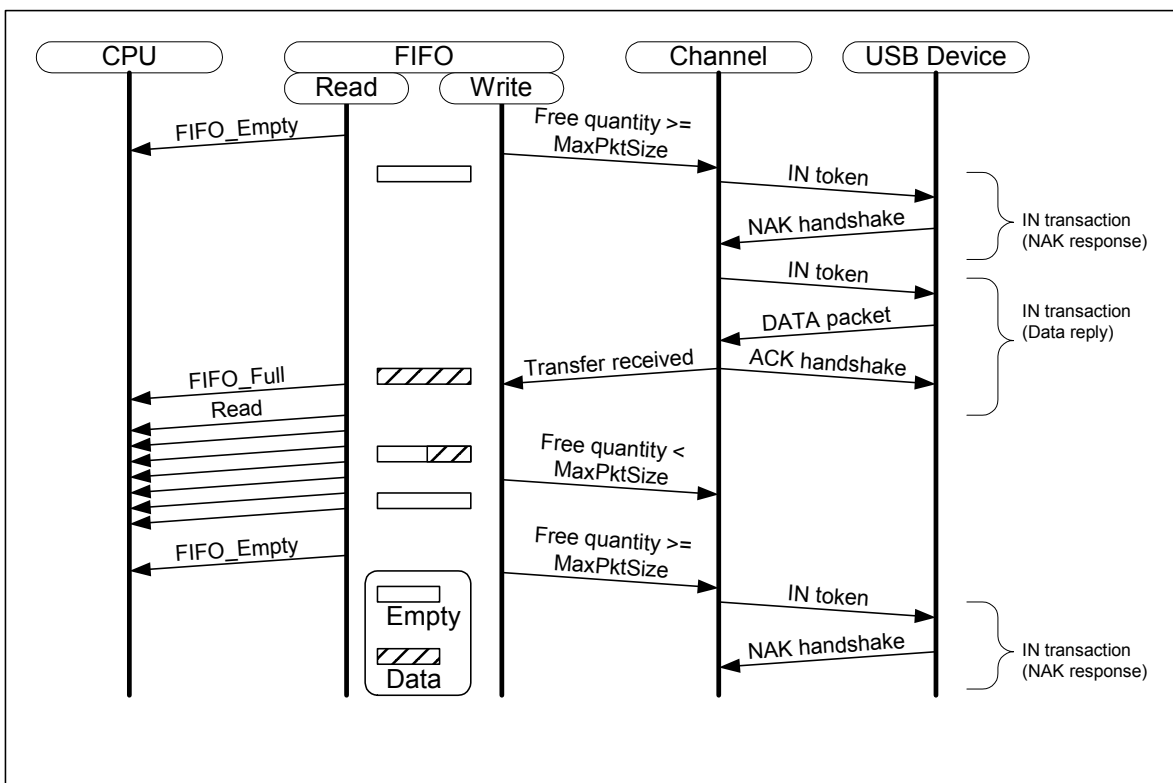 CPU
FIFO
Channel
USB Device
Read
Write
FIFO_Empty
Free quantity >=
MaxPktSize
IN token
NAK handshake
IN transaction
(NAK response)
IN token
DATA packet
IN transaction
(Data reply)
Transfer received
ACK handshake
FIFO_Full
Read
Free quantity <
MaxPktSize
FIFO_Empty
Free quantity >=
MaxPktSize
IN token
Empty
NAK handshake
IN transaction
(NAK response)
Data